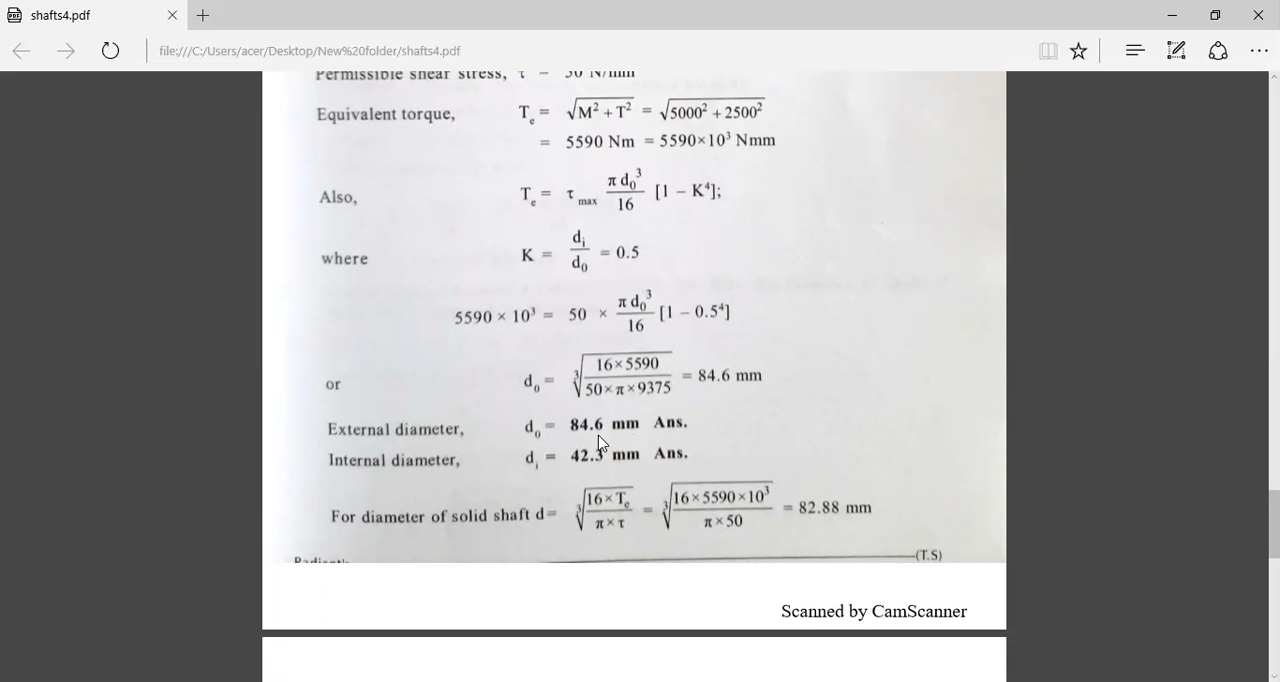 shafts4.pdf
file:///C:/Users/acer/Desktop/New%20folder/shafts4.pdf
Permissible shear stress, τ = 50 N/mm
Equivalent torque, Tₑ = √(M² + T²) = √(5000² + 2500²)
= 5590 Nm = 5590×10³ Nmm
Also, Tₑ = τ max π d₀³/16 [1 − K⁴];
where K = dᵢ/d₀ = 0.5
5590 × 10³ = 50 × π d₀³/16 [1 − 0.5⁴]
or d₀ = ∛(16×5590 / 50×π×9375) = 84.6 mm
External diameter, d₀ = 84.6 mm Ans.
Internal diameter, dᵢ = 42.3 mm Ans.
For diameter of solid shaft d= ∛(16×Tₑ / π×τ) = ∛(16×5590×10³ / π×50) = 82.88 mm
(T.S)
Scanned by CamScanner